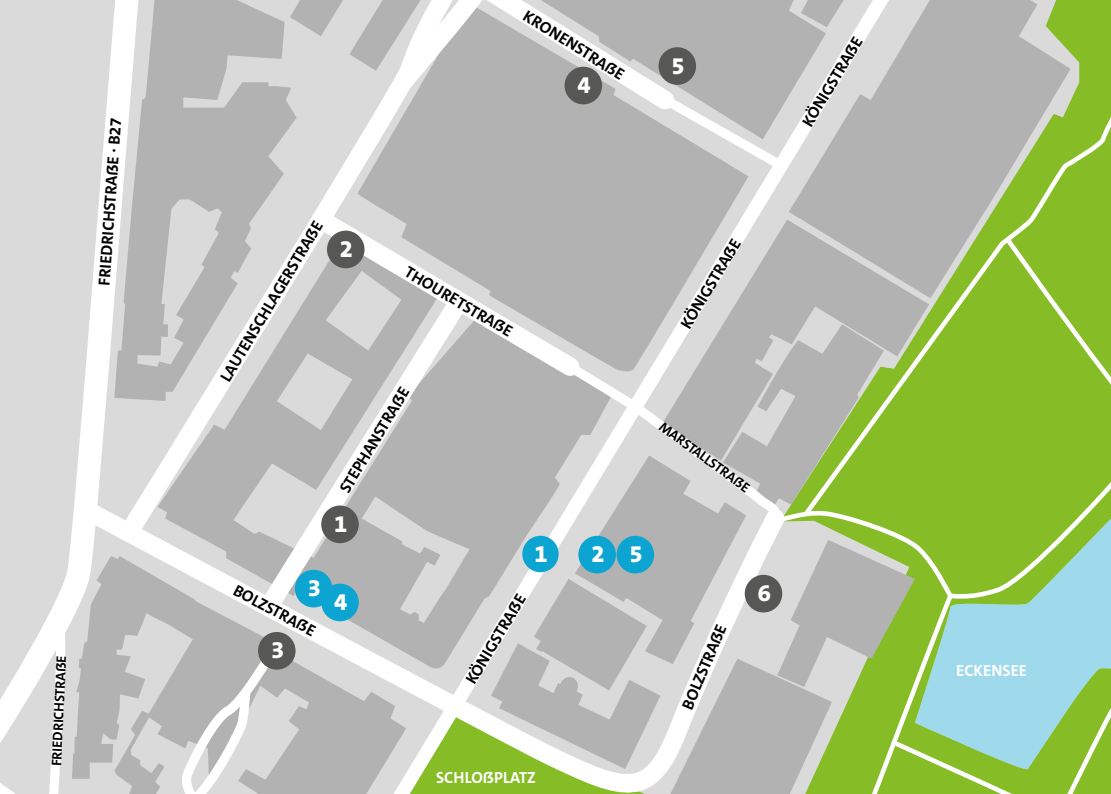 KRONENSTRAßE
5
4
KÖNIGSTRAßE
FRIEDRICHSTRAßE · B27
2
LAUTENSCHLAGERSTRAßE
THOURETSTRAßE
KÖNIGSTRAßE
STEPHANSTRAßE
MARSTALLSTRAßE
1
1
2
5
3
4
6
BOLZSTRAßE
KÖNIGSTRAßE
3
BOLZSTRAßE
FRIEDRICHSTRAßE
ECKENSEE
SCHLOßPLATZ